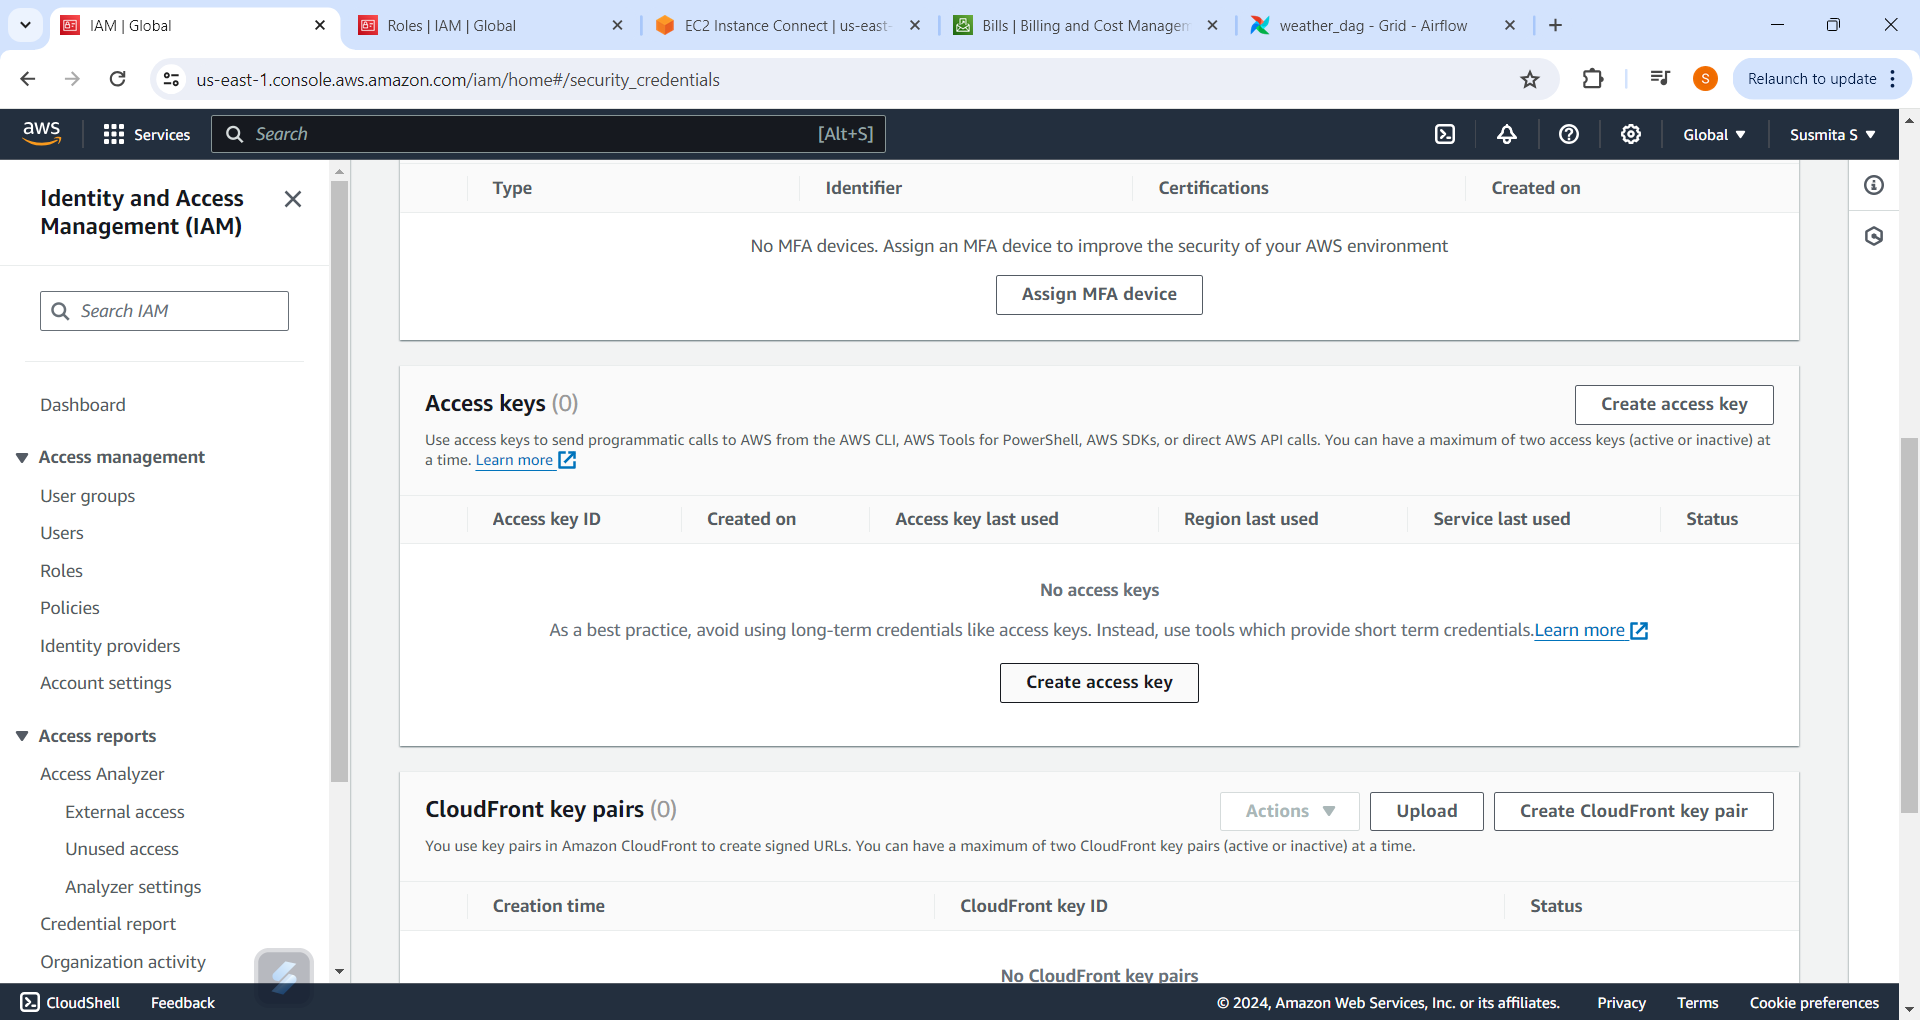 IAM | Global
Roles | IAM | Global
EC2 Instance Connect | us-east-
Bills | Billing and Cost Managem
weather_dag - Grid - Airflow
us-east-1.console.aws.amazon.com/iam/home#/security_credentials
S
Relaunch to update
aws
Services
Search
[Alt+S]
Global
Susmita S
Identity and Access
Management (IAM)
Search IAM
Dashboard
Access management
User groups
Users
Roles
Policies
Identity providers
Account settings
Access reports
Access Analyzer
External access
Unused access
Analyzer settings
Credential report
Organization activity
Type
Identifier
Certifications
Created on
No MFA devices. Assign an MFA device to improve the security of your AWS environment
Assign MFA device
Access keys (0)
Create access key
Use access keys to send programmatic calls to AWS from the AWS CLI, AWS Tools for PowerShell, AWS SDKs, or direct AWS API calls. You can have a maximum of two access keys (active or inactive) at
a time. Learn more
Access key ID
Created on
Access key last used
Region last used
Service last used
Status
No access keys
As a best practice, avoid using long-term credentials like access keys. Instead, use tools which provide short term credentials. Learn more
Create access key
CloudFront key pairs (0)
Actions
Upload
Create CloudFront key pair
You use key pairs in Amazon CloudFront to create signed URLs. You can have a maximum of two CloudFront key pairs (active or inactive) at a time.
Creation time
CloudFront key ID
Status
No CloudFront key pairs
CloudShell
Feedback
© 2024, Amazon Web Services, Inc. or its affiliates.
Privacy
Terms
Cookie preferences